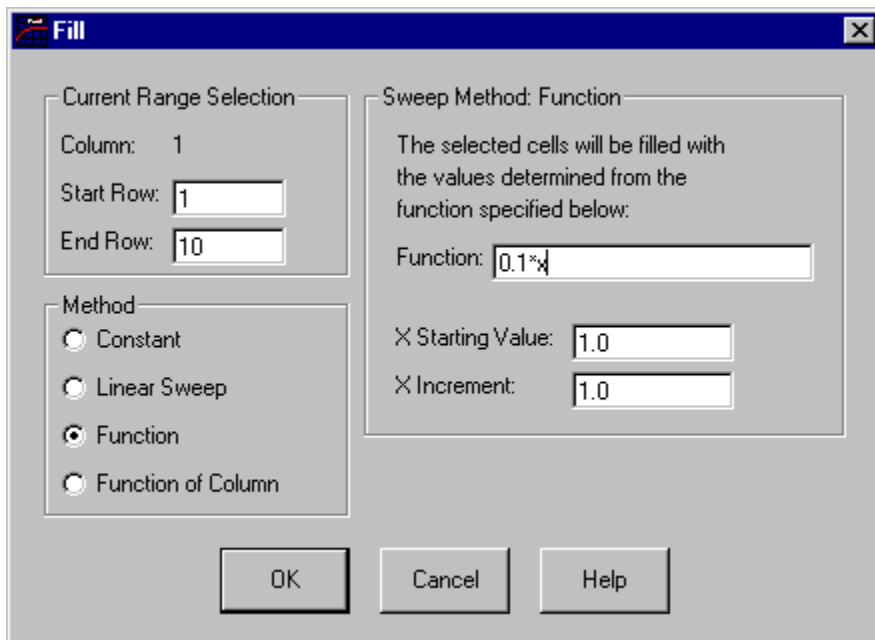 Fill
Current Range Selection
Column: 1
Start Row: 1
End Row: 10
Method
Constant
Linear Sweep
Function
Function of Column
Sweep Method: Function
The selected cells will be filled with
the values determined from the
function specified below:
Function: 0.1*x
X Starting Value: 1.0
X Increment: 1.0
OK
Cancel
Help